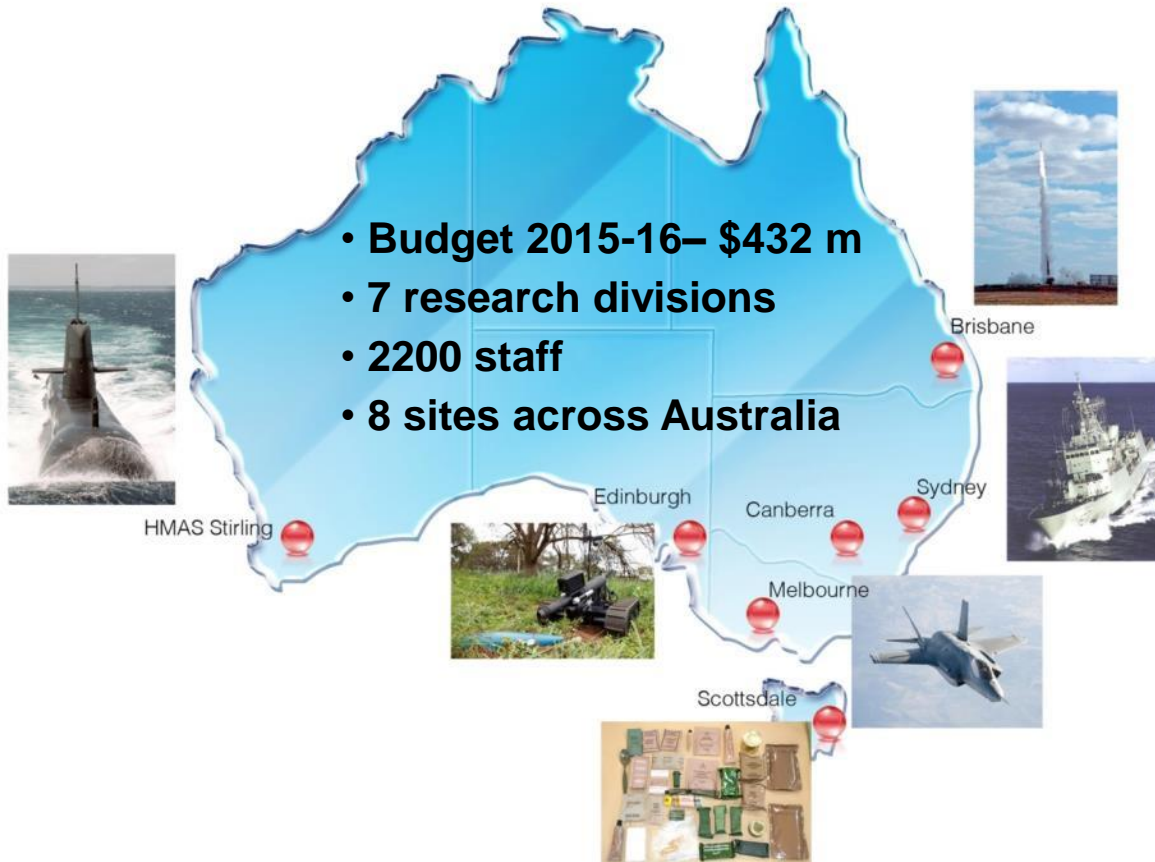 • Budget 2015-16– $432 m
• 7 research divisions
• 2200 staff
• 8 sites across Australia
Brisbane
Sydney
Edinburgh
Canberra
HMAS Stirling
Melbourne
Scottsdale